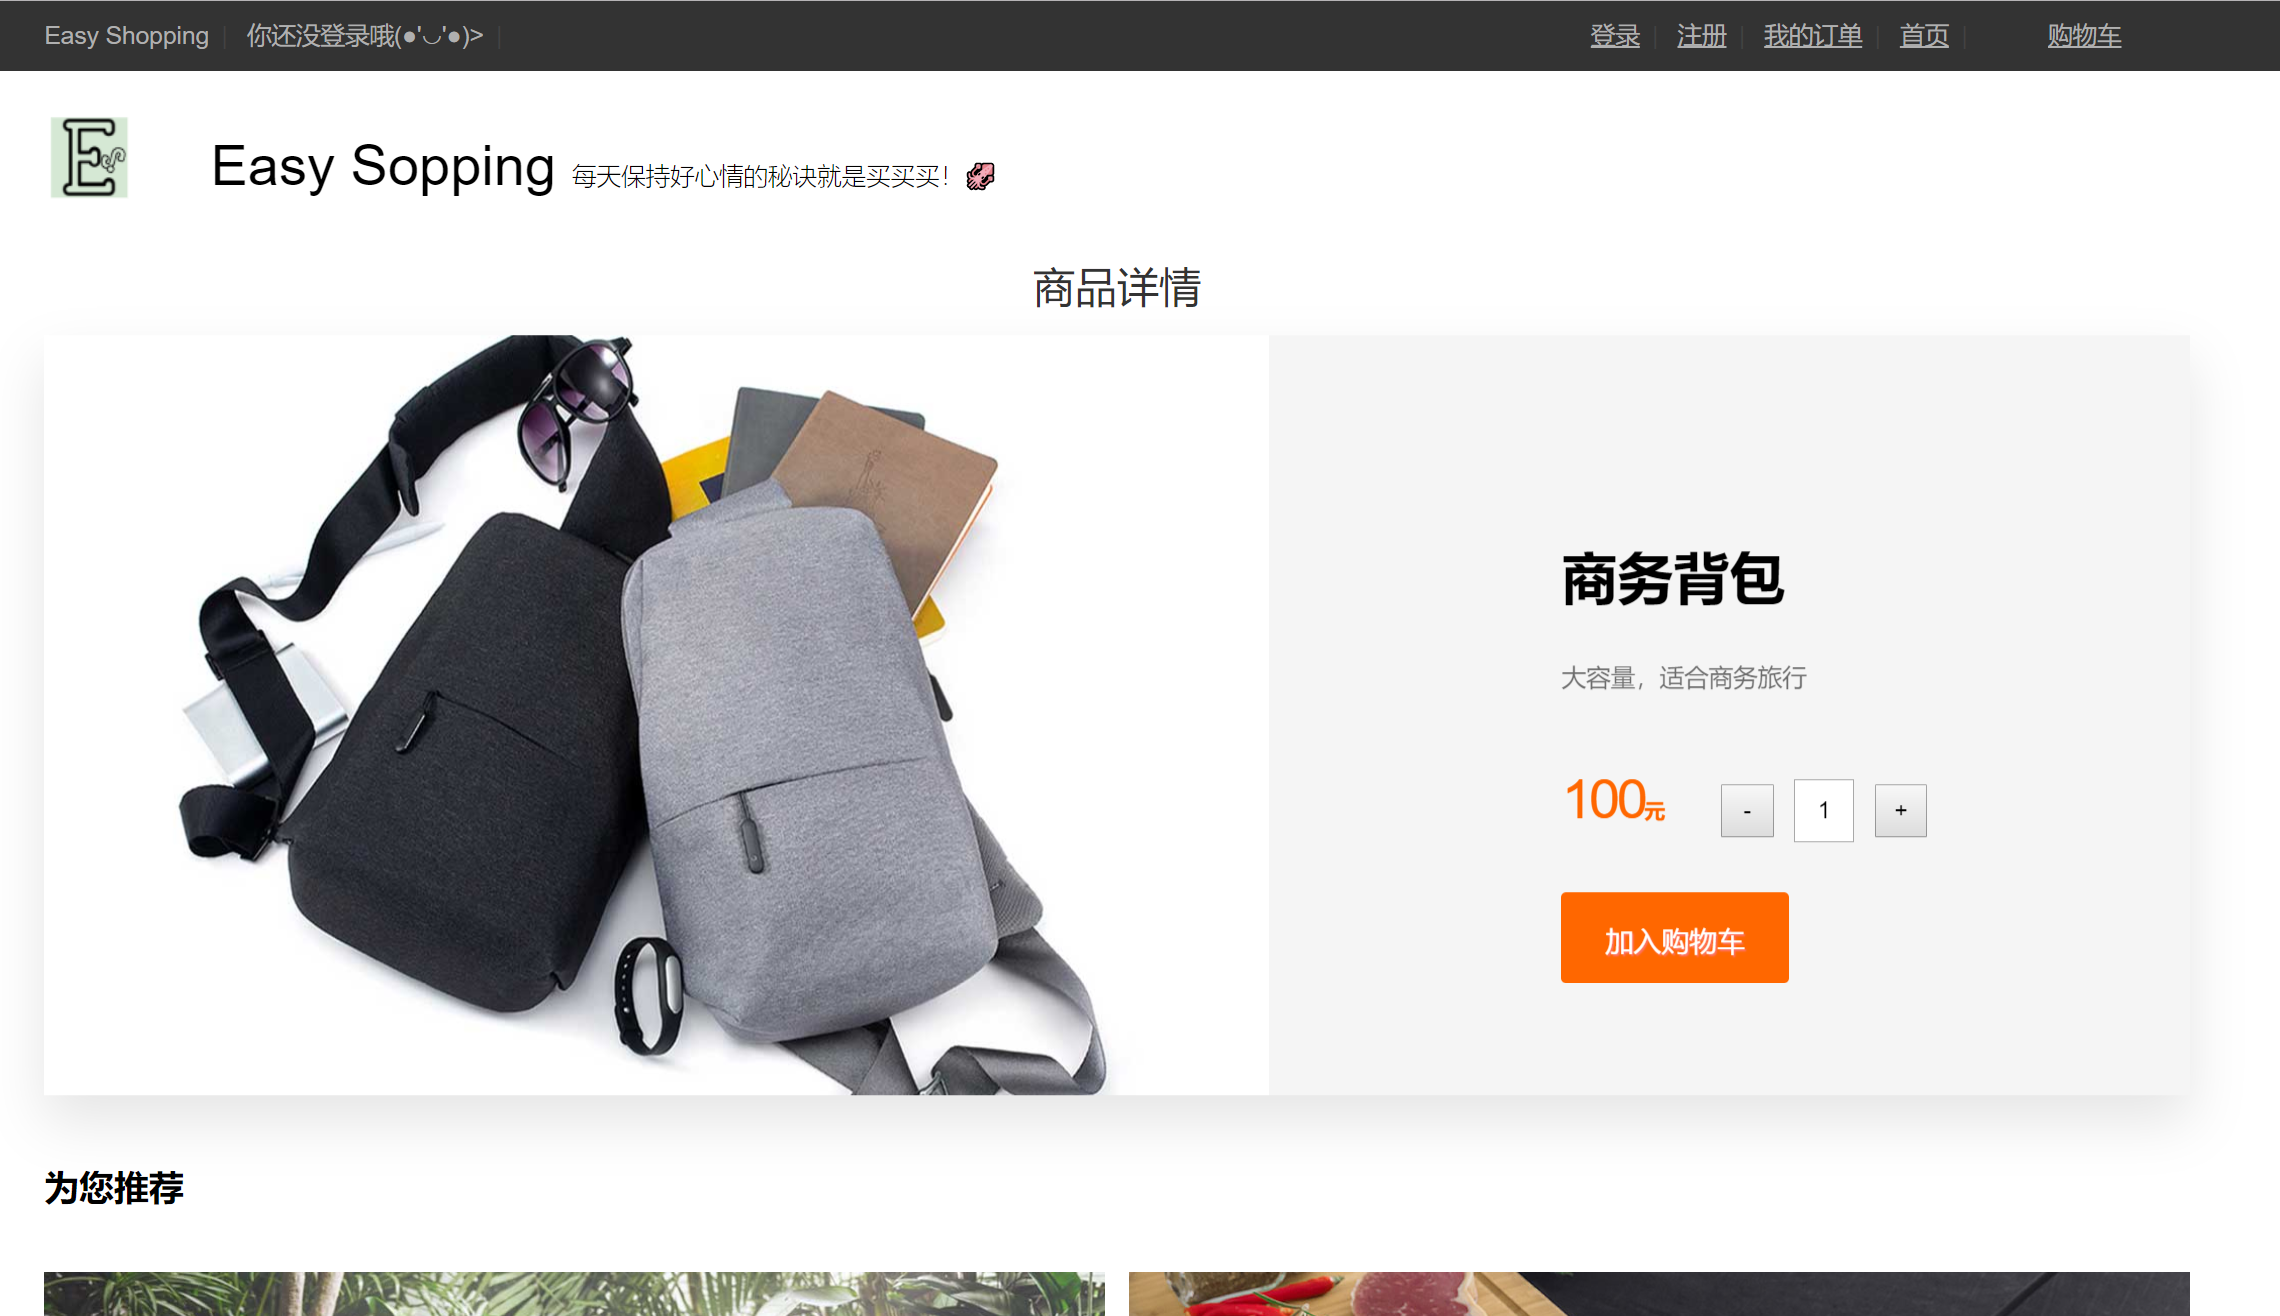 Easy Shopping 你还没登录哦(●'◡'●)> 登录 注册 我的订单 首页 购物车
E
Easy Sopping 每天保持好心情的秘诀就是买买买！🦑
商品详情
商务背包
大容量，适合商务旅行
100元 - 1 +
加入购物车
为您推荐